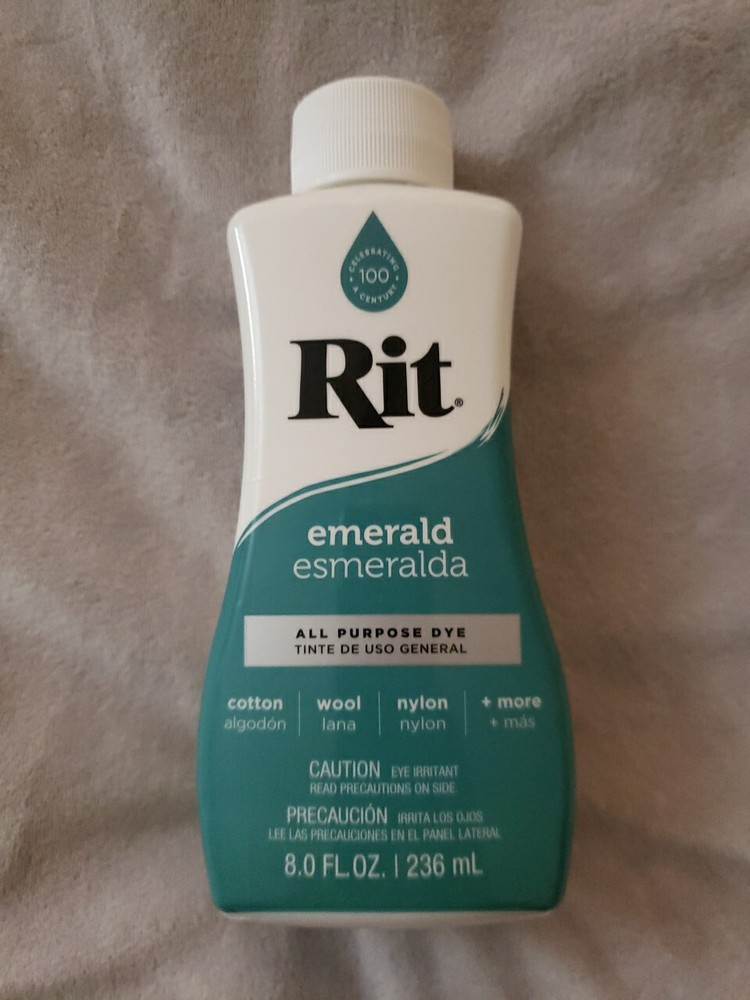 CELEBRATING
100
A CENTURY
Rit®
emerald
esmeralda
ALL PURPOSE DYE
TINTE DE USO GENERAL
cotton wool nylon + more
algodón lana nylon + más
CAUTION EYE IRRITANT
READ PRECAUTIONS ON SIDE
PRECAUCIÓN IRRITA LOS OJOS
LEE LAS PRECAUCIONES EN EL PANEL LATERAL
8.0 FL.OZ. | 236 mL